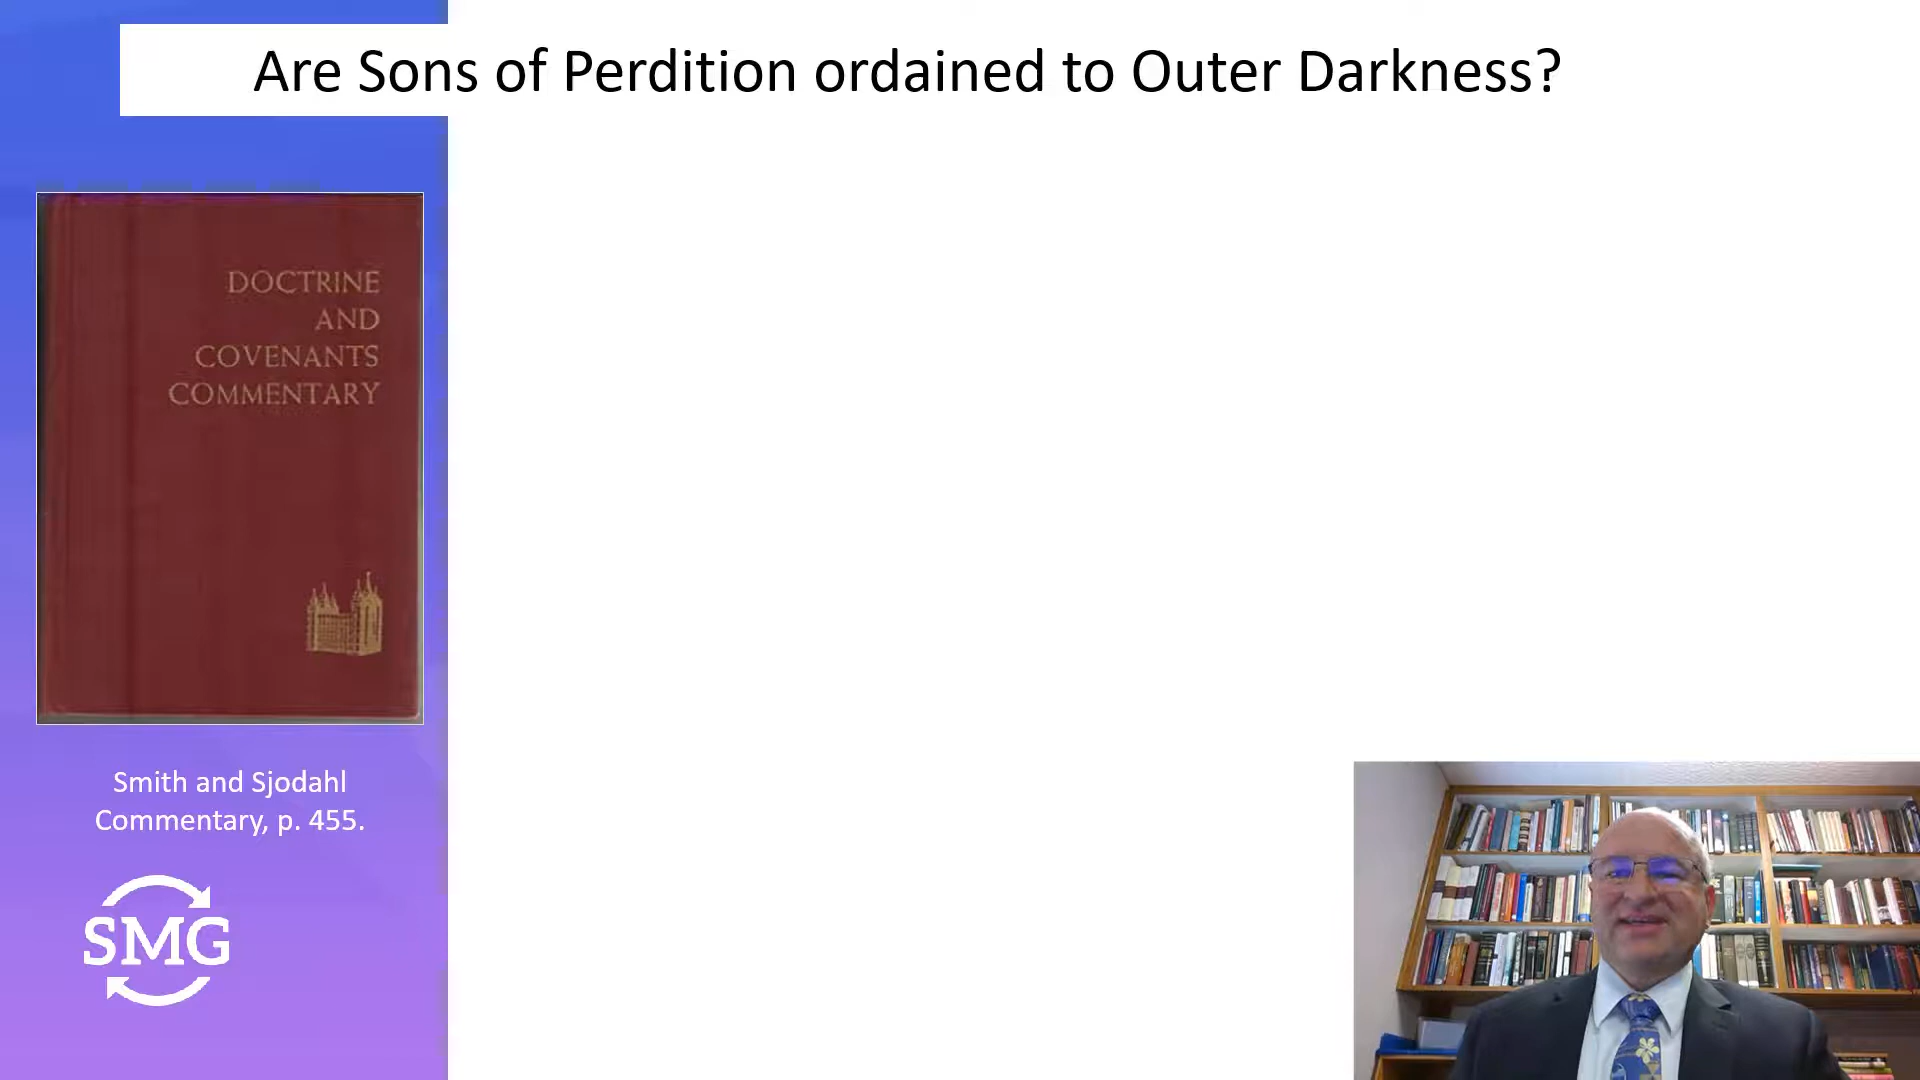 Are Sons of Perdition ordained to Outer Darkness?
DOCTRINE
AND
COVENANTS
COMMENTARY
Smith and Sjodahl
Commentary, p. 455.
SMG